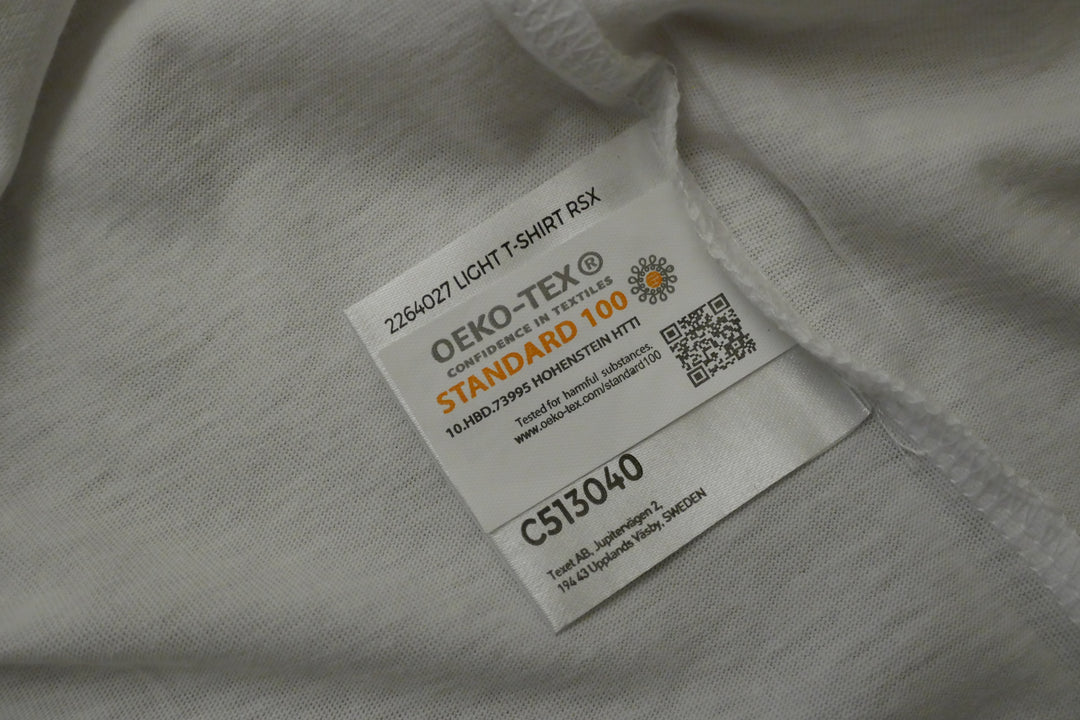 2264027 LIGHT T-SHIRT RSX
OEKO-TEX®
CONFIDENCE IN TEXTILES
STANDARD 100
10.HBD.73995 HOHENSTEIN HTTI
Tested for harmful substances.
www.oeko-tex.com/standard100
C513040
Texet AB, Jupitervägen 2,
194 43 Upplands Väsby, SWEDEN